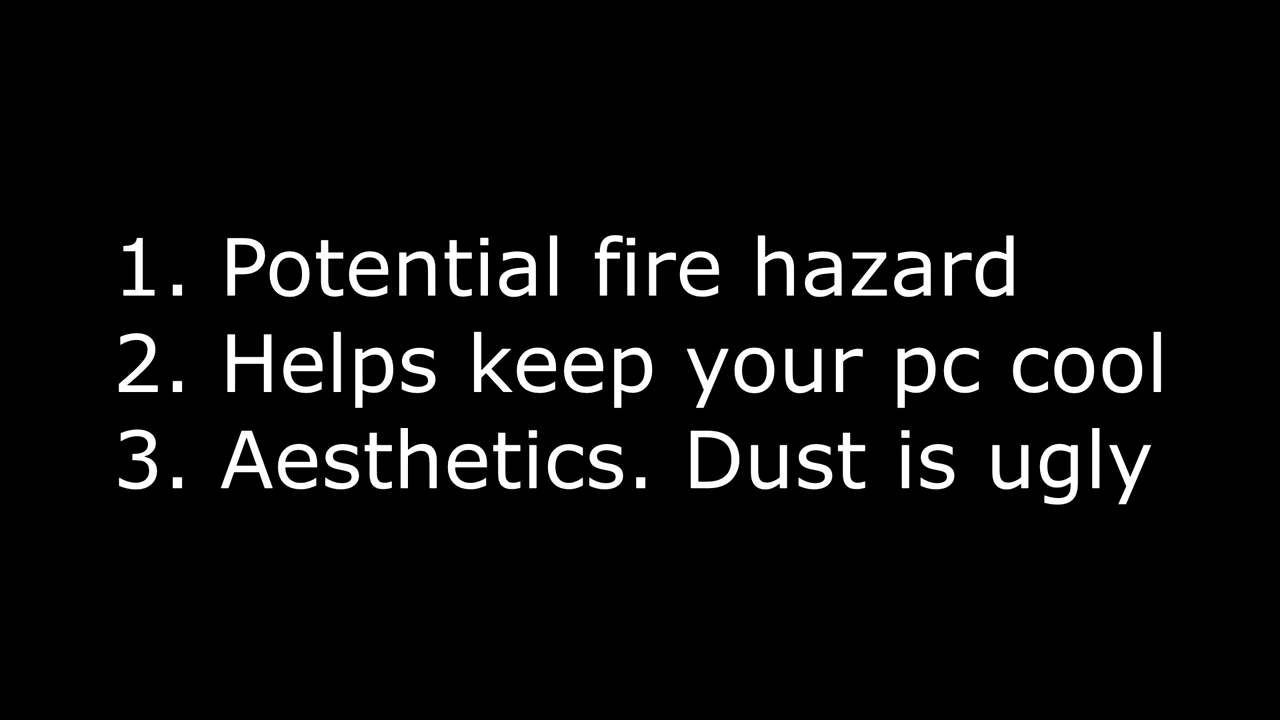 1. Potential fire hazard
2. Helps keep your pc cool
3. Aesthetics. Dust is ugly